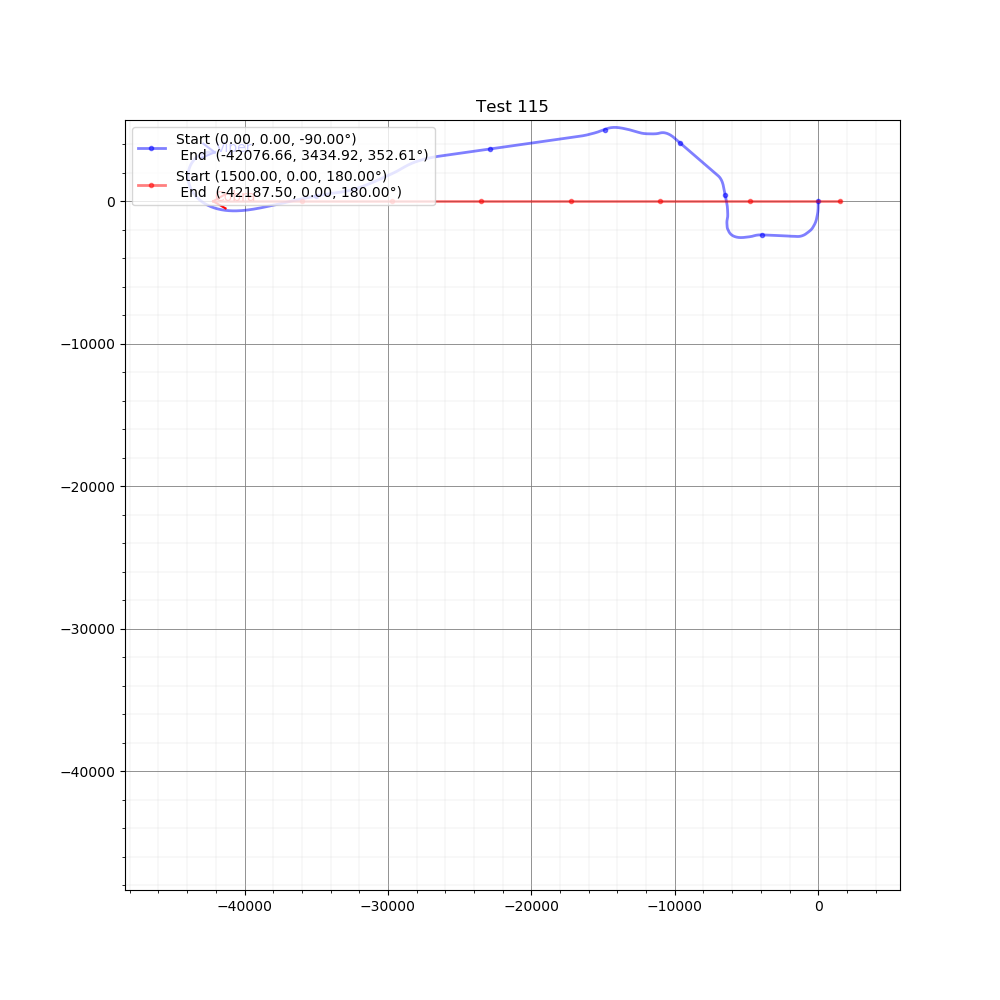 Test 115
Start (0.00, 0.00, -90.00°)
End (-42076.66, 3434.92, 352.61°)
Start (1500.00, 0.00, 180.00°)
End (-42187.50, 0.00, 180.00°)
0
−10000
−20000
−30000
−40000
−40000
−30000
−20000
−10000
0